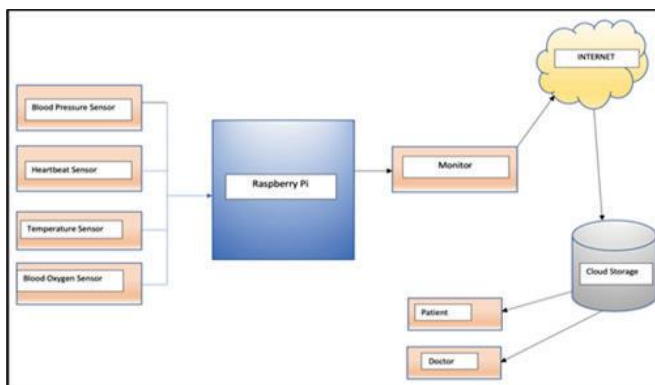 Blood Pressure Sensor
Heartbeat Sensor
Temperature Sensor
Blood Oxygen Sensor
Raspberry Pi
Monitor
INTERNET
Cloud Storage
Patient
Doctor